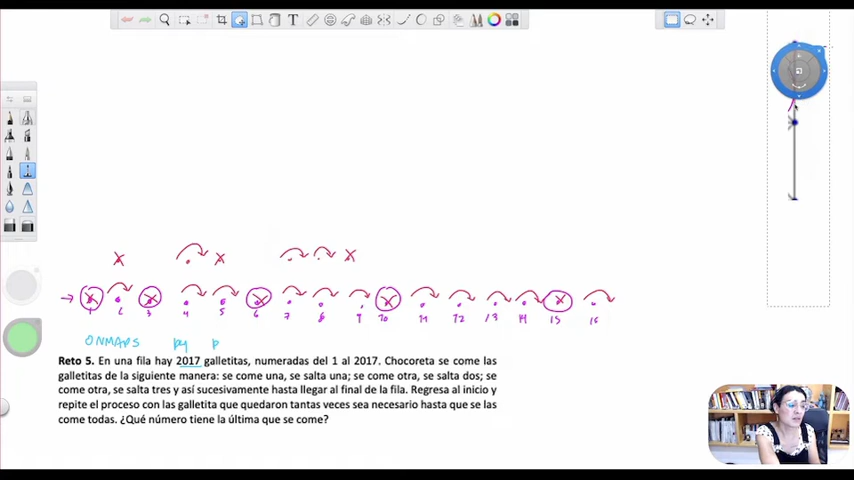 → 1 2 3 4 5 6 7 8 9 10 11 12 13 14 15 16
ONMAPS py p
Reto 5. En una fila hay 2017 galletitas, numeradas del 1 al 2017. Chocoreta se come las
galletitas de la siguiente manera: se come una, se salta una; se come otra, se salta dos; se
come otra, se salta tres y así sucesivamente hasta llegar al final de la fila. Regresa al inicio y
repite el proceso con las galletita que quedaron tantas veces sea necesario hasta que se las
come todas. ¿Qué número tiene la última que se come?